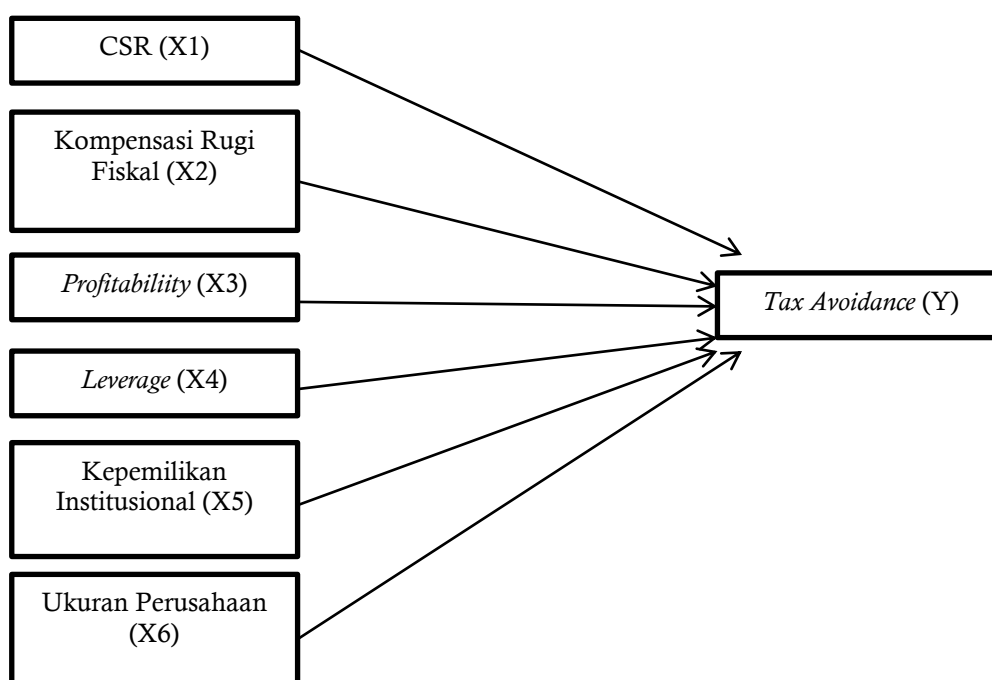 CSR (X1)
Kompensasi Rugi
Fiskal (X2)
Profitabiliity (X3)
Leverage (X4)
Kepemilikan
Institusional (X5)
Ukuran Perusahaan
(X6)
Tax Avoidance (Y)